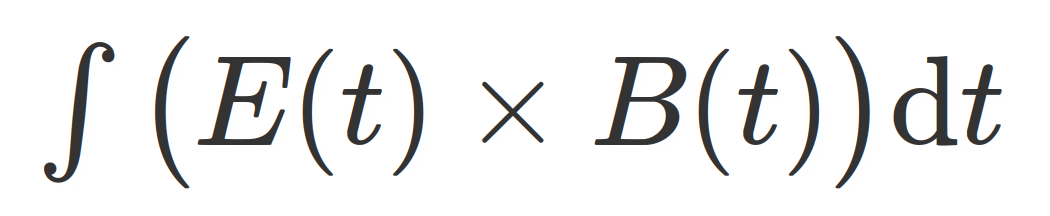 ∫ (E(t) × B(t)) dt